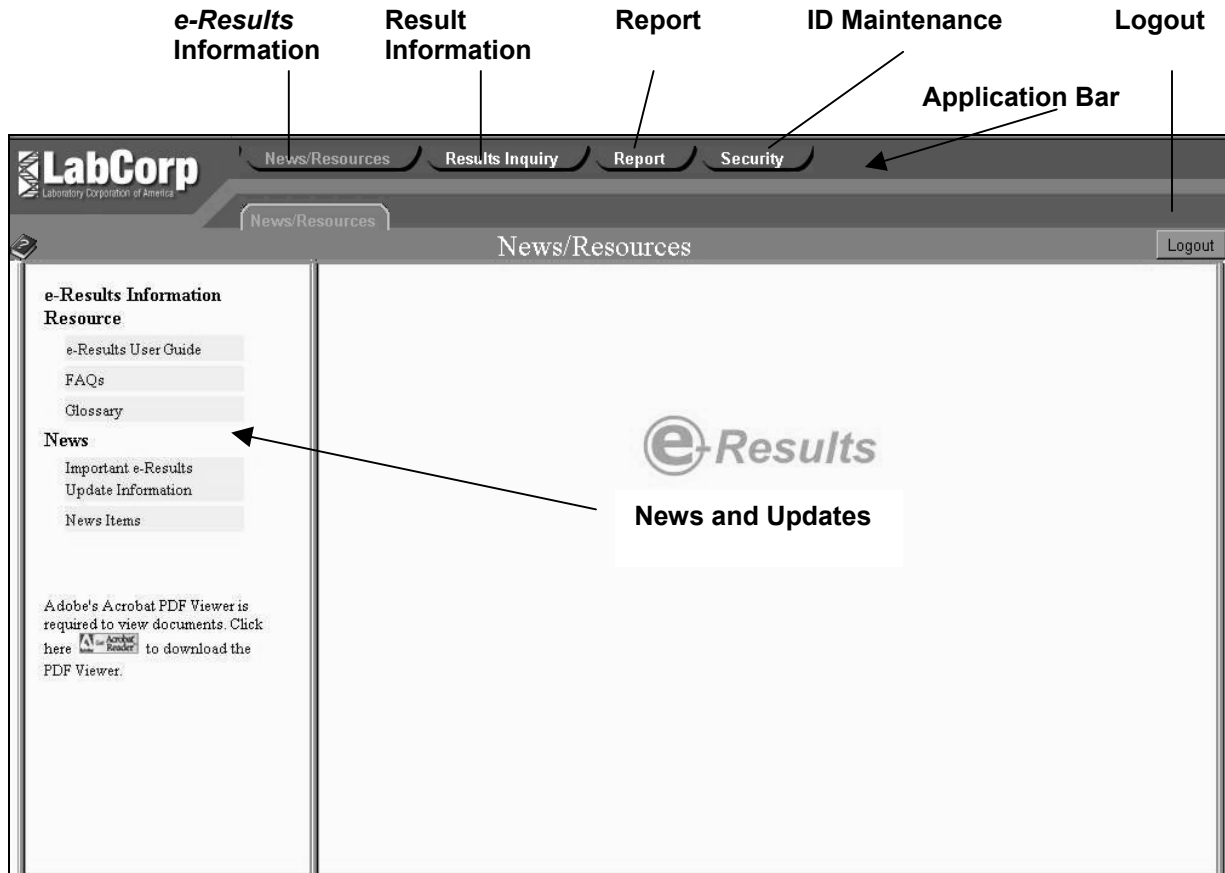 e-Results Information
Result Information
Report
ID Maintenance
Logout
Application Bar
LabCorp
Laboratory Corporation of America
News/Resources
Results Inquiry
Report
Security
News/Resources
?
News/Resources
Logout
e-Results Information
Resource
e-Results User Guide
FAQs
Glossary
News
Important e-Results
Update Information
News Items
Adobe's Acrobat PDF Viewer is
required to view documents. Click
here Get Acrobat Reader to download the
PDF Viewer.
e-Results
News and Updates